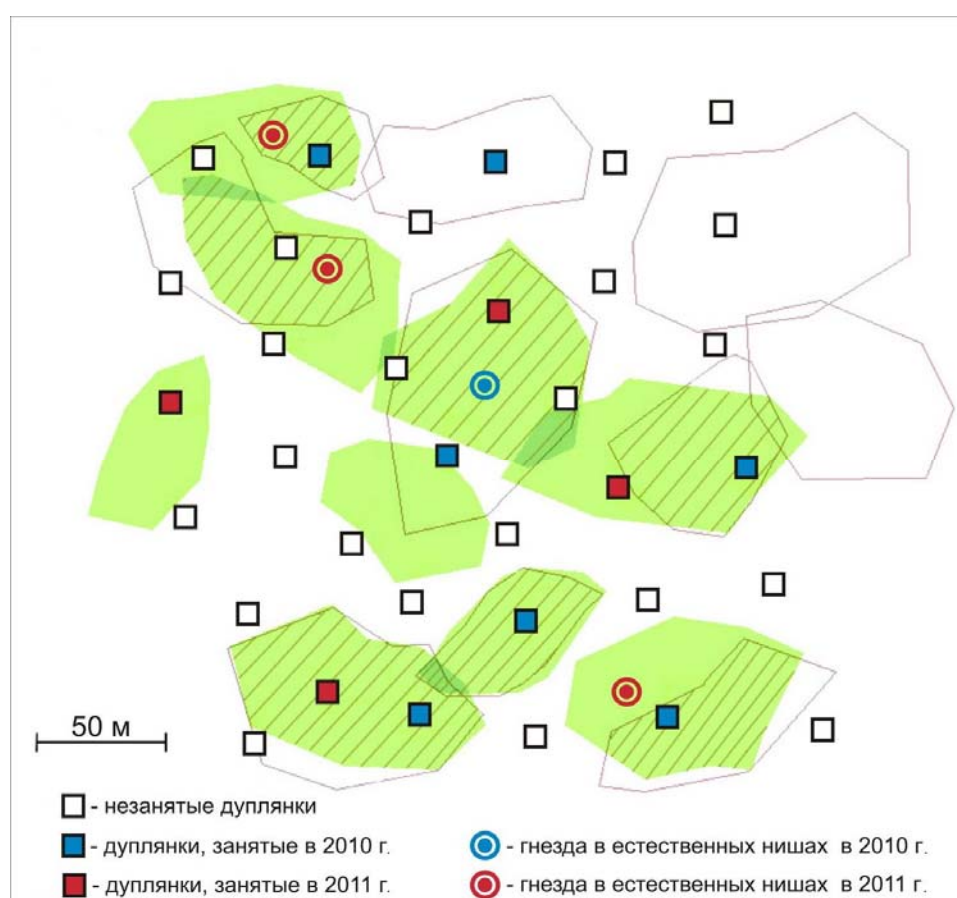 50 м
- незанятые дуплянки
- дуплянки, занятые в 2010 г.
- гнезда в естественных нишах в 2010 г.
- дуплянки, занятые в 2011 г.
- гнезда в естественных нишах в 2011 г.